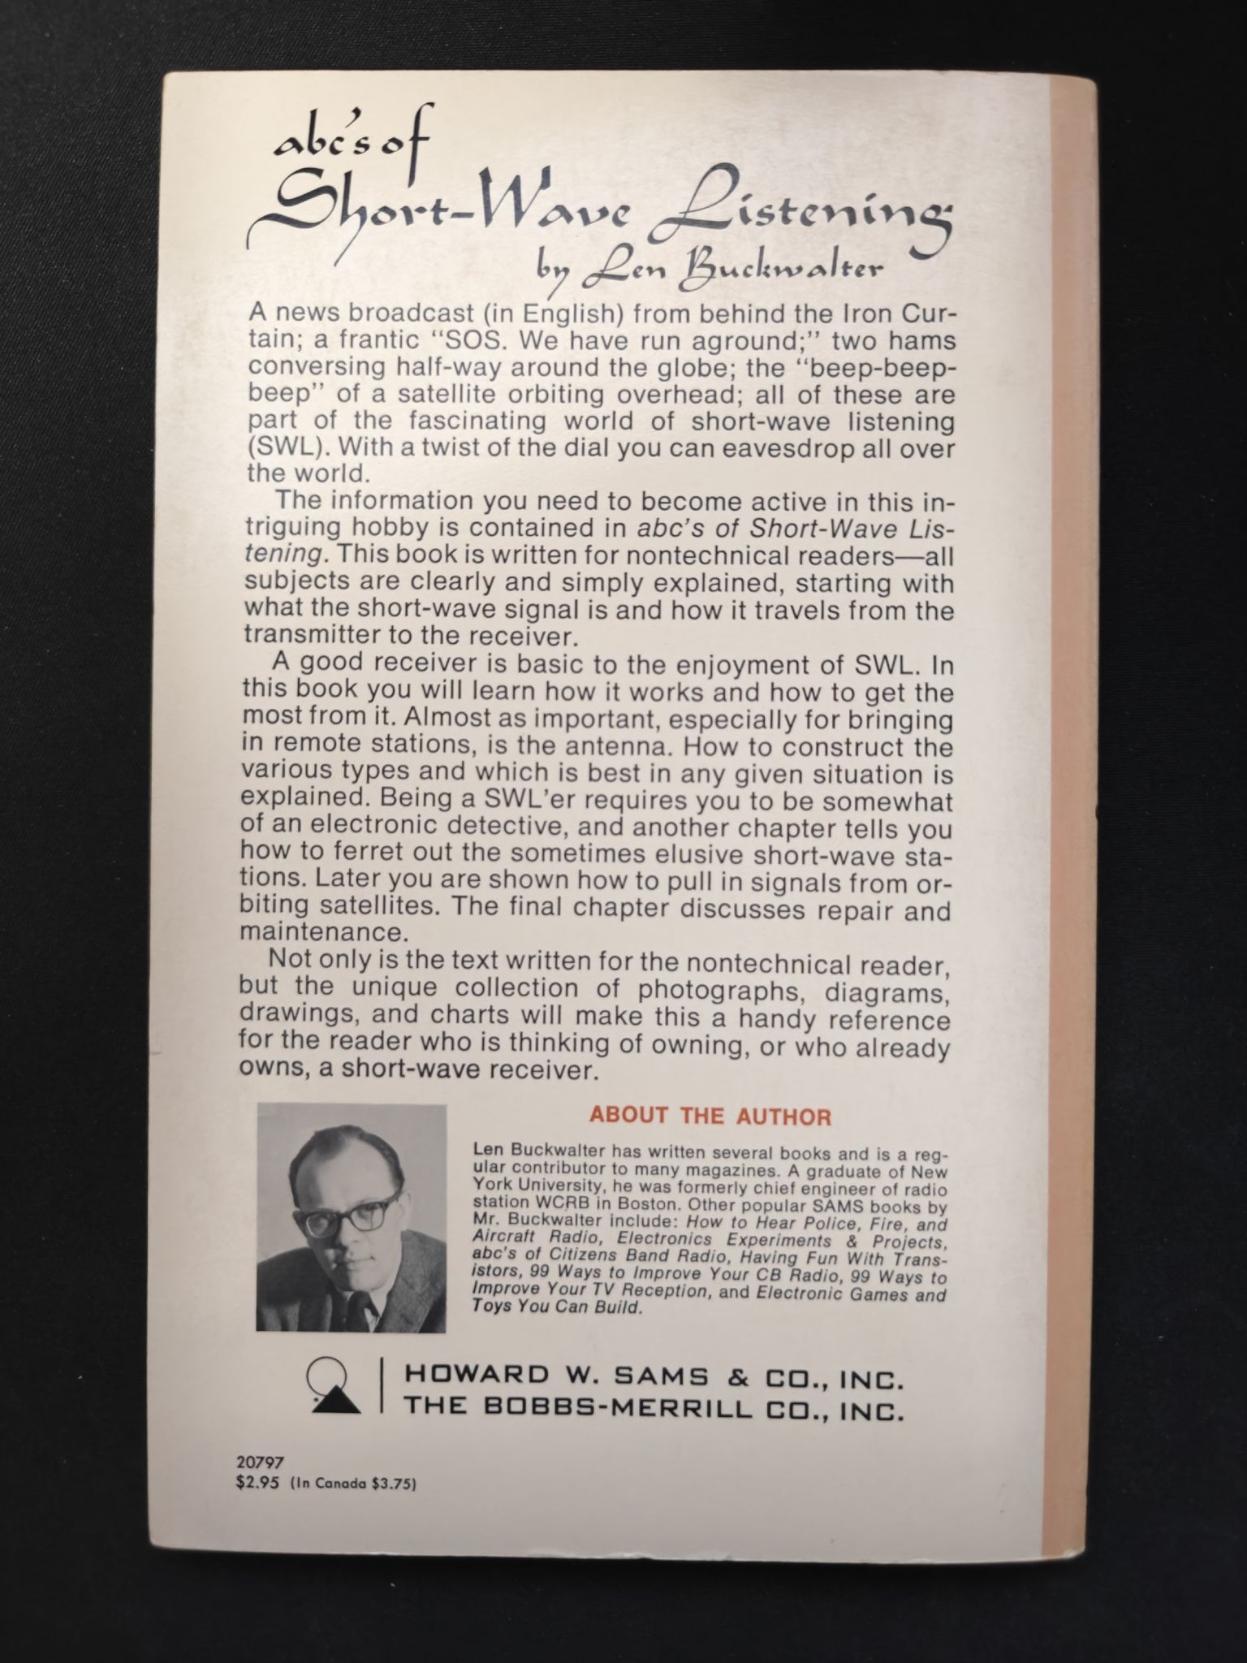 abc's of
Short-Wave Listening
by Len Buckwalter
A news broadcast (in English) from behind the Iron Cur-
tain; a frantic “SOS. We have run aground;” two hams
conversing half-way around the globe; the “beep-beep-
beep” of a satellite orbiting overhead; all of these are
part of the fascinating world of short-wave listening
(SWL). With a twist of the dial you can eavesdrop all over
the world.
The information you need to become active in this in-
triguing hobby is contained in abc's of Short-Wave Lis-
tening. This book is written for nontechnical readers—all
subjects are clearly and simply explained, starting with
what the short-wave signal is and how it travels from the
transmitter to the receiver.
A good receiver is basic to the enjoyment of SWL. In
this book you will learn how it works and how to get the
most from it. Almost as important, especially for bringing
in remote stations, is the antenna. How to construct the
various types and which is best in any given situation is
explained. Being a SWL'er requires you to be somewhat
of an electronic detective, and another chapter tells you
how to ferret out the sometimes elusive short-wave sta-
tions. Later you are shown how to pull in signals from or-
biting satellites. The final chapter discusses repair and
maintenance.
Not only is the text written for the nontechnical reader,
but the unique collection of photographs, diagrams,
drawings, and charts will make this a handy reference
for the reader who is thinking of owning, or who already
owns, a short-wave receiver.
ABOUT THE AUTHOR
Len Buckwalter has written several books and is a reg-
ular contributor to many magazines. A graduate of New
York University, he was formerly chief engineer of radio
station WCRB in Boston. Other popular SAMS books by
Mr. Buckwalter include: How to Hear Police, Fire, and
Aircraft Radio, Electronics Experiments & Projects,
abc's of Citizens Band Radio, Having Fun With Trans-
istors, 99 Ways to Improve Your CB Radio, 99 Ways to
Improve Your TV Reception, and Electronic Games and
Toys You Can Build.
HOWARD W. SAMS & CO., INC.
THE BOBBS-MERRILL CO., INC.
20797
$2.95 (In Canada $3.75)